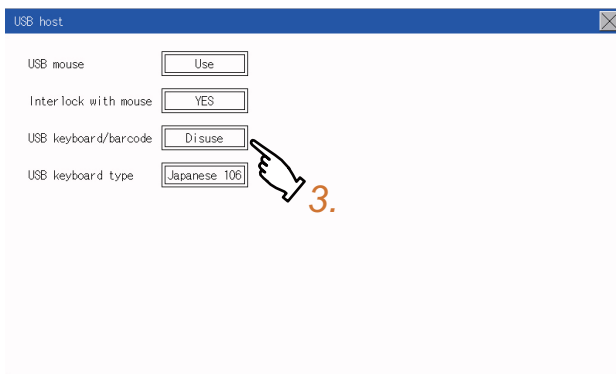 USB host
USB mouse Use
Interlock with mouse YES
USB keyboard/barcode Disuse
USB keyboard type Japanese 106
3.